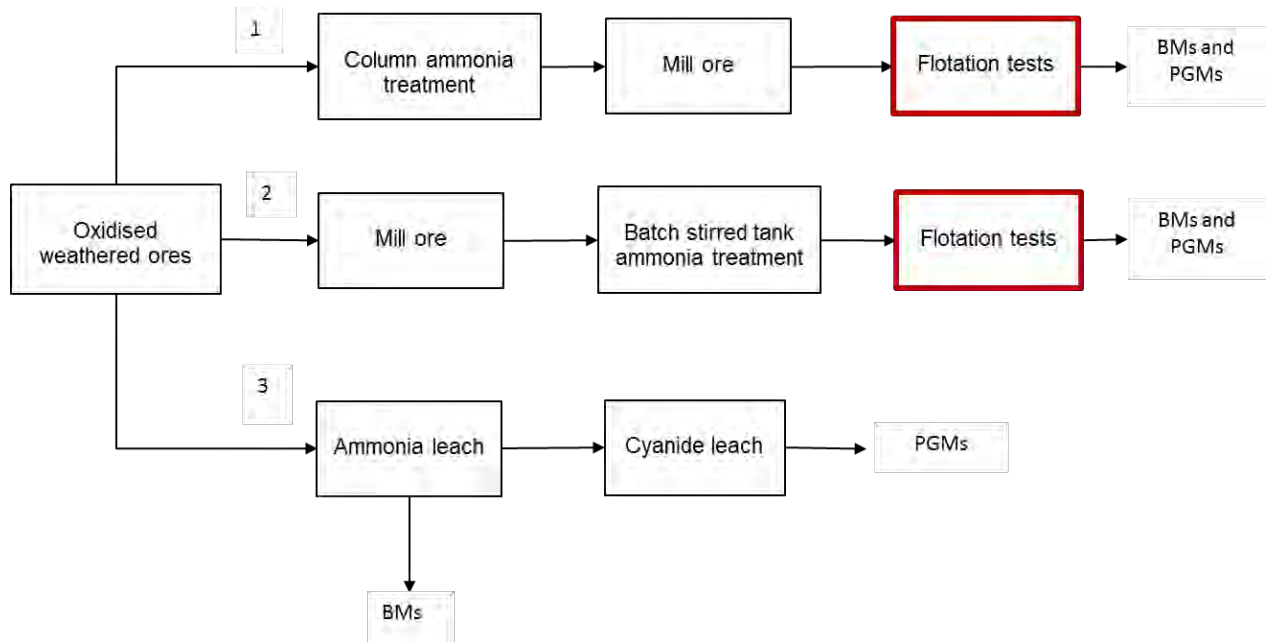 1
Column ammonia
treatment
Mill ore
Flotation tests
BMs and
PGMs
Oxidised
weathered ores
2
Mill ore
Batch stirred tank
ammonia treatment
Flotation tests
BMs and
PGMs
3
Ammonia leach
Cyanide leach
PGMs
BMs